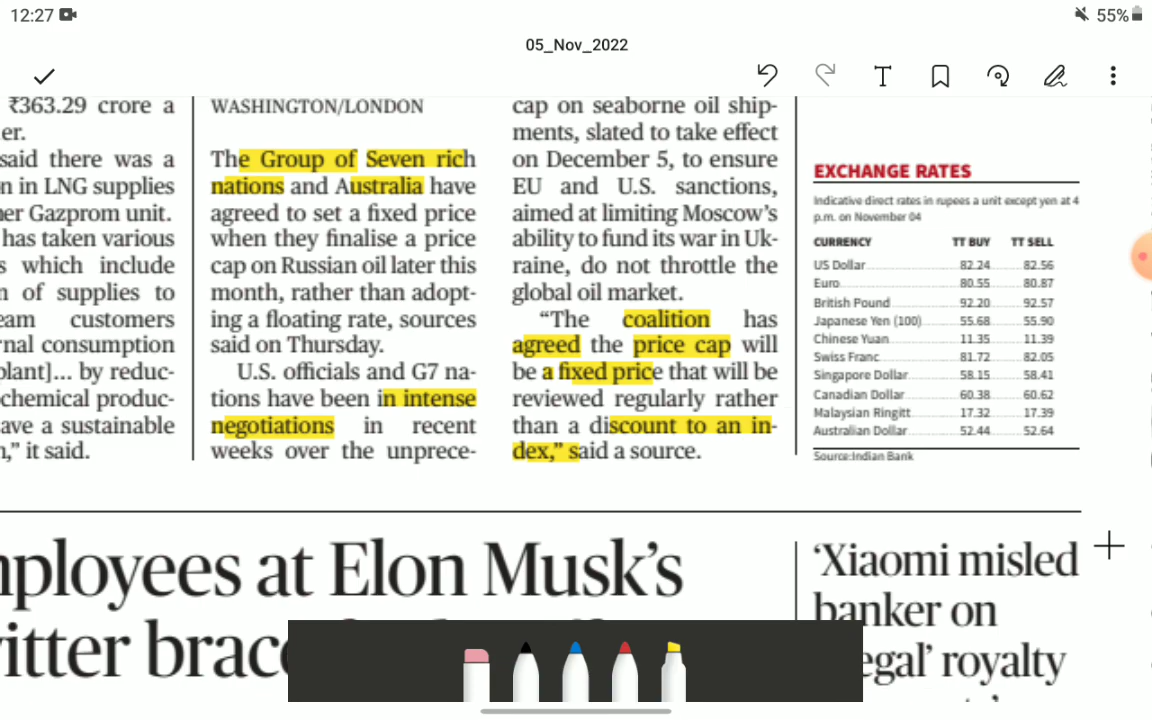 12:27
55%
05_Nov_2022
₹363.29 crore a
er.
said there was a
n in LNG supplies
er Gazprom unit.
has taken various
s which include
n of supplies to
eam customers
rnal consumption
plant]... by reduc-
chemical produc-
ave a sustainable
," it said.
WASHINGTON/LONDON
The Group of Seven rich
nations and Australia have
agreed to set a fixed price
when they finalise a price
cap on Russian oil later this
month, rather than adopt-
ing a floating rate, sources
said on Thursday.
U.S. officials and G7 na-
tions have been in intense
negotiations in recent
weeks over the unprece-
cap on seaborne oil ship-
ments, slated to take effect
on December 5, to ensure
EU and U.S. sanctions,
aimed at limiting Moscow's
ability to fund its war in Uk-
raine, do not throttle the
global oil market.
"The coalition has
agreed the price cap will
be a fixed price that will be
reviewed regularly rather
than a discount to an in-
dex," said a source.
EXCHANGE RATES
Indicative direct rates in rupees a unit except yen at 4
p.m. on November 04
CURRENCY TT BUY TT SELL
US Dollar 82.24 82.56
Euro 80.55 80.87
British Pound 92.20 92.57
Japanese Yen (100) 55.68 55.90
Chinese Yuan 11.35 11.39
Swiss Franc 81.72 82.05
Singapore Dollar 58.15 58.41
Canadian Dollar 60.38 60.62
Malaysian Ringitt 17.32 17.39
Australian Dollar 52.44 52.64
Source:Indian Bank
mployees at Elon Musk's
itter brac
'Xiaomi misled
banker on
egal' royalty